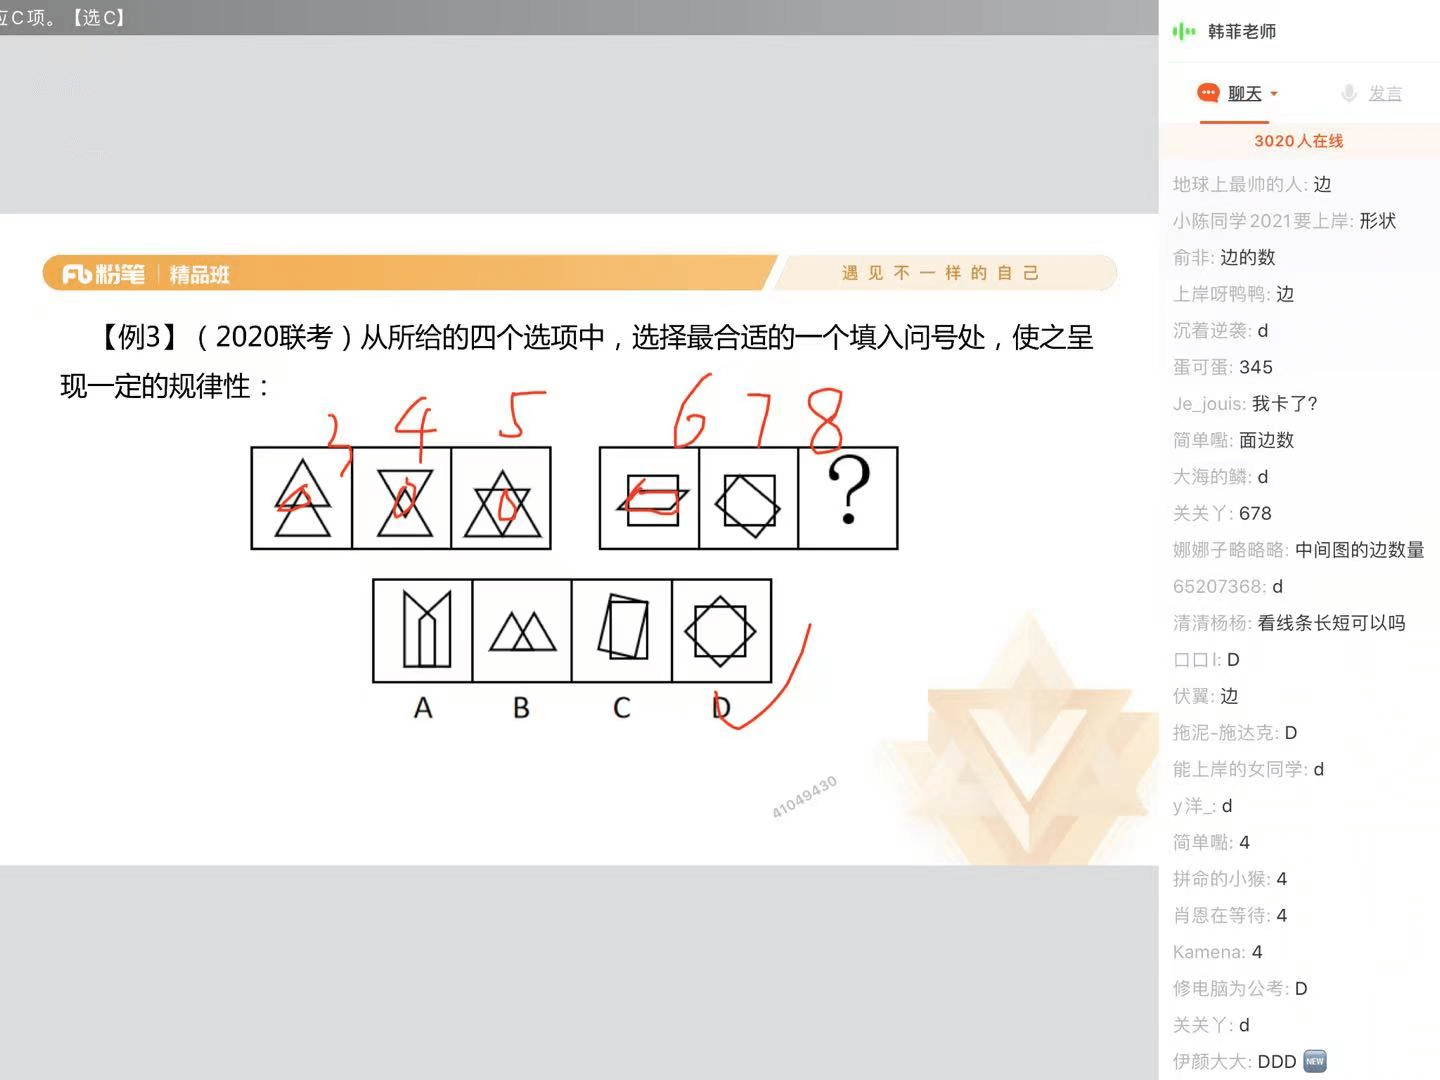 应C项。【选C】
韩菲老师
聊天
发言
3020人在线
粉笔 精品班
遇见不一样的自己
【例3】（2020联考）从所给的四个选项中，选择最合适的一个填入问号处，使之呈
现一定的规律性：
3 4 5 6 7 8
?
A B C D
41049430
地球上最帅的人: 边
小陈同学2021要上岸: 形状
俞非: 边的数
上岸呀鸭鸭: 边
沉着逆袭: d
蛋可蛋: 345
Je_jouis: 我卡了?
简单嘞: 面边数
大海的鳞: d
关关丫: 678
娜娜子略略略: 中间图的边数量
65207368: d
清清杨杨: 看线条长短可以吗
口口I: D
伏翼: 边
拖泥-施达克: D
能上岸的女同学: d
y洋_: d
简单嘞: 4
拼命的小猴: 4
肖恩在等待: 4
Kamena: 4
修电脑为公考: D
关关丫: d
伊颜大大: DDD NEW